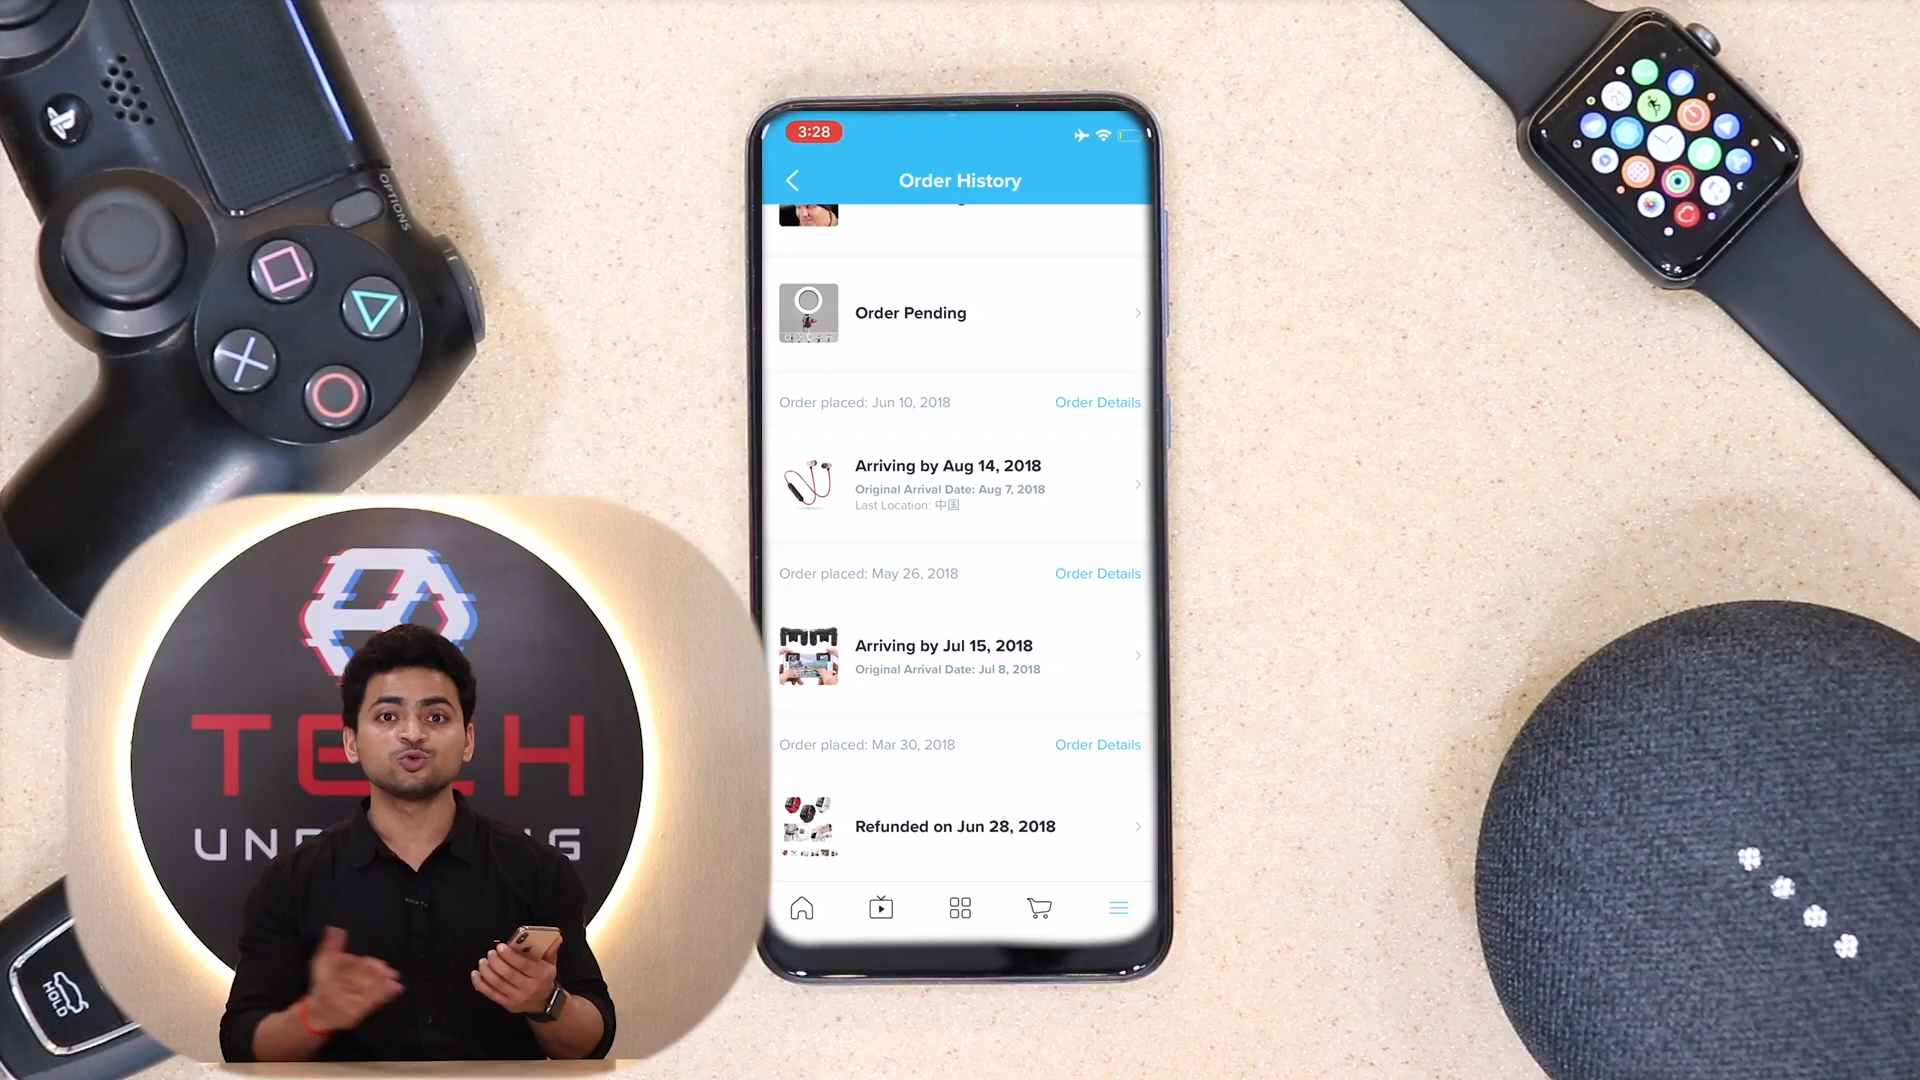 3:28
Order History
Order Pending
Order placed: Jun 10, 2018 Order Details
Arriving by Aug 14, 2018
Original Arrival Date: Aug 7, 2018
Last Location: 中国
Order placed: May 26, 2018 Order Details
Arriving by Jul 15, 2018
Original Arrival Date: Jul 8, 2018
Order placed: Mar 30, 2018 Order Details
Refunded on Jun 28, 2018
OPTIONS
HOLD